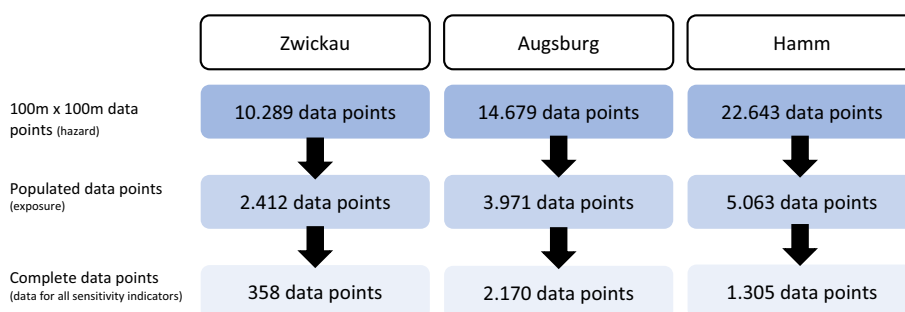 Zwickau
Augsburg
Hamm
100m x 100m data
points (hazard)
10.289 data points
14.679 data points
22.643 data points
Populated data points
(exposure)
2.412 data points
3.971 data points
5.063 data points
Complete data points
(data for all sensitivity indicators)
358 data points
2.170 data points
1.305 data points